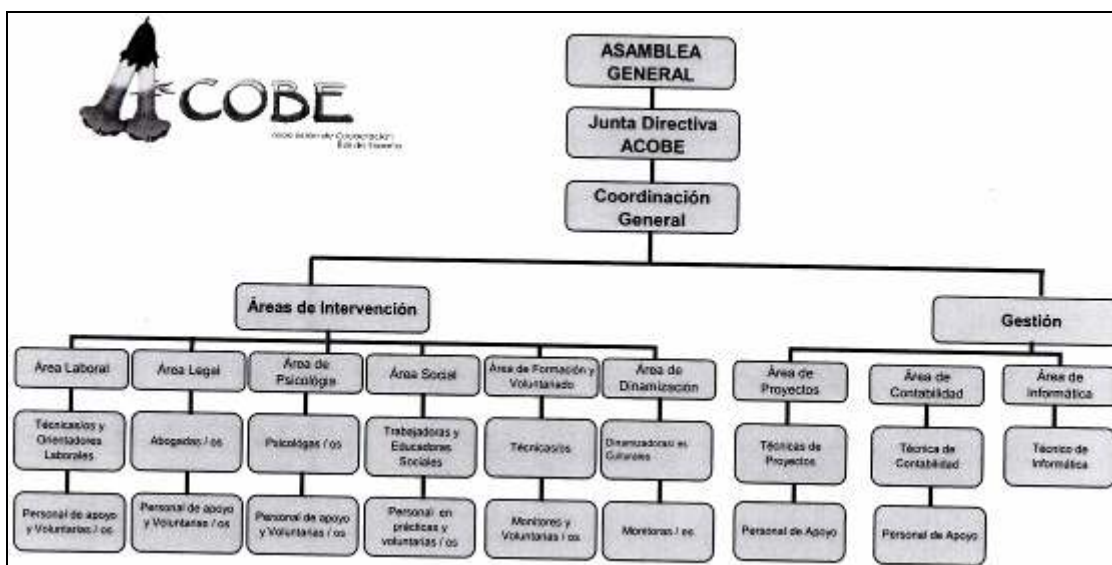 ACOBE
ASAMBLEA
GENERAL
Junta Directiva
ACOBE
Coordinación
General
Áreas de Intervención
Gestión
Área Laboral
Área Legal
Área de
Psicología
Área Social
Área de Formación y
Voluntariado
Área de
Dinamización
Área de
Proyectos
Área de
Contabilidad
Área de
Informática
Técnicas/os y
Orientadores
Laborales
Abogadas / os
Psicólogas / os
Trabajadoras y
Educadores
Sociales
Técnicas/os
Dinamizadoras/ es
Culturales
Técnicas de
Proyectos
Técnica de
Contabilidad
Técnico de
Informática
Personal de apoyo
y Voluntarias / os
Personal de apoyo
y Voluntarias / os
Personal de apoyo
y Voluntarias / os
Personal en
prácticas y
voluntarias / os
Monitores y
Voluntarias / os
Monitoras / es
Personal de Apoyo
Personal de Apoyo